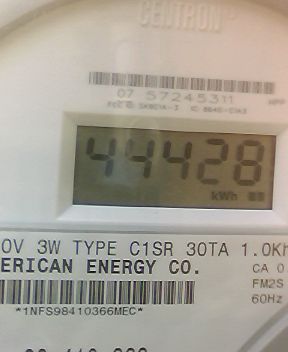 CENTRON
07 57245311
44428
kWh
0V 3W TYPE C1SR 30TA 1.0Kh
ERICAN ENERGY CO.
CA 0.
FM2S
60Hz
*1NFS98410366MEC*